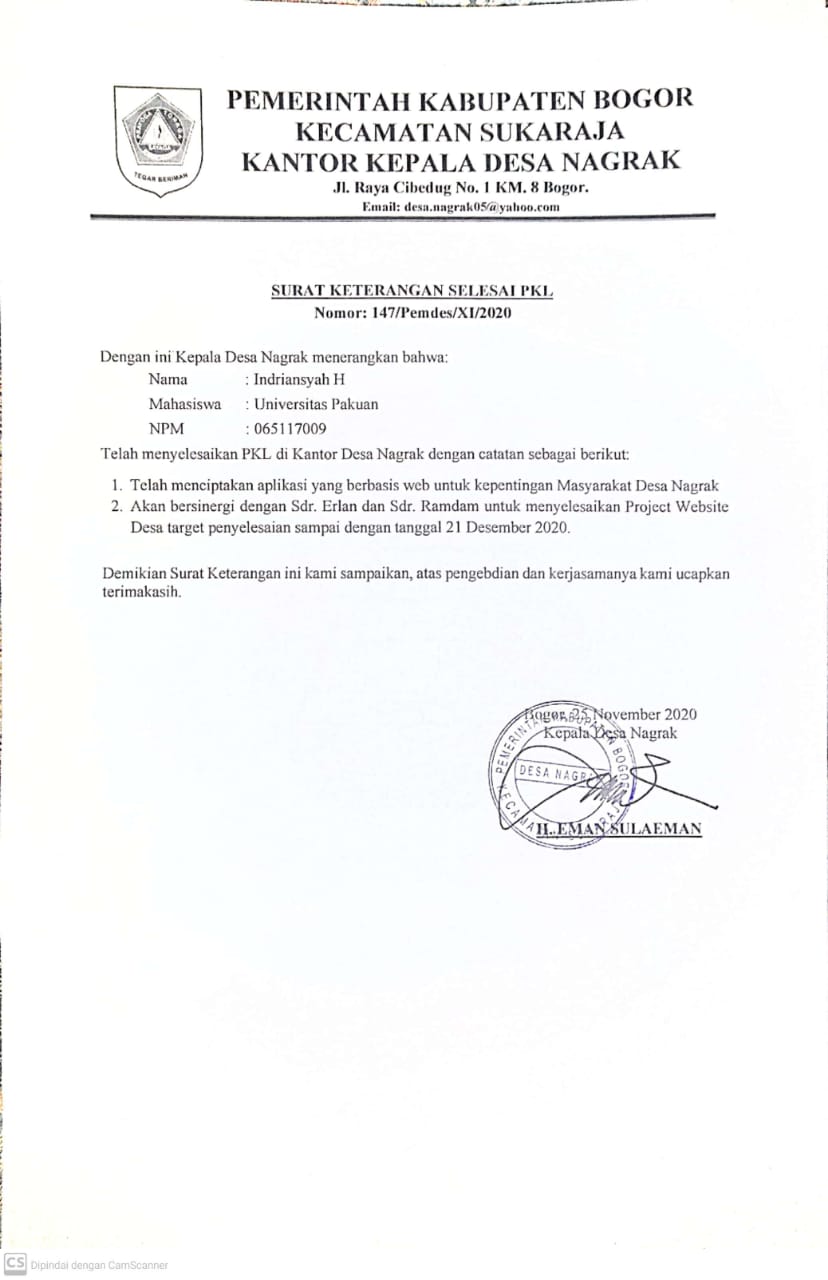 PEMERINTAH KABUPATEN BOGOR
KECAMATAN SUKARAJA
KANTOR KEPALA DESA NAGRAK
Jl. Raya Cibedug No. 1 KM. 8 Bogor.
Email: desa.nagrak05@yahoo.com
TEGAR BERIMAN
SURAT KETERANGAN SELESAI PKL
Nomor: 147/Pemdes/XI/2020
Dengan ini Kepala Desa Nagrak menerangkan bahwa:
Nama : Indriansyah H
Mahasiswa : Universitas Pakuan
NPM : 065117009
Telah menyelesaikan PKL di Kantor Desa Nagrak dengan catatan sebagai berikut:
1. Telah menciptakan aplikasi yang berbasis web untuk kepentingan Masyarakat Desa Nagrak
2. Akan bersinergi dengan Sdr. Erlan dan Sdr. Ramdam untuk menyelesaikan Project Website
Desa target penyelesaian sampai dengan tanggal 21 Desember 2020.
Demikian Surat Keterangan ini kami sampaikan, atas pengebdian dan kerjasamanya kami ucapkan
terimakasih.
Bogor, 25 November 2020
Kepala Desa Nagrak
PEMERINTAH KABUPATEN BOGOR
DESA NAGRAK
H. EMAN SULAEMAN
CS Dipindai dengan CamScanner